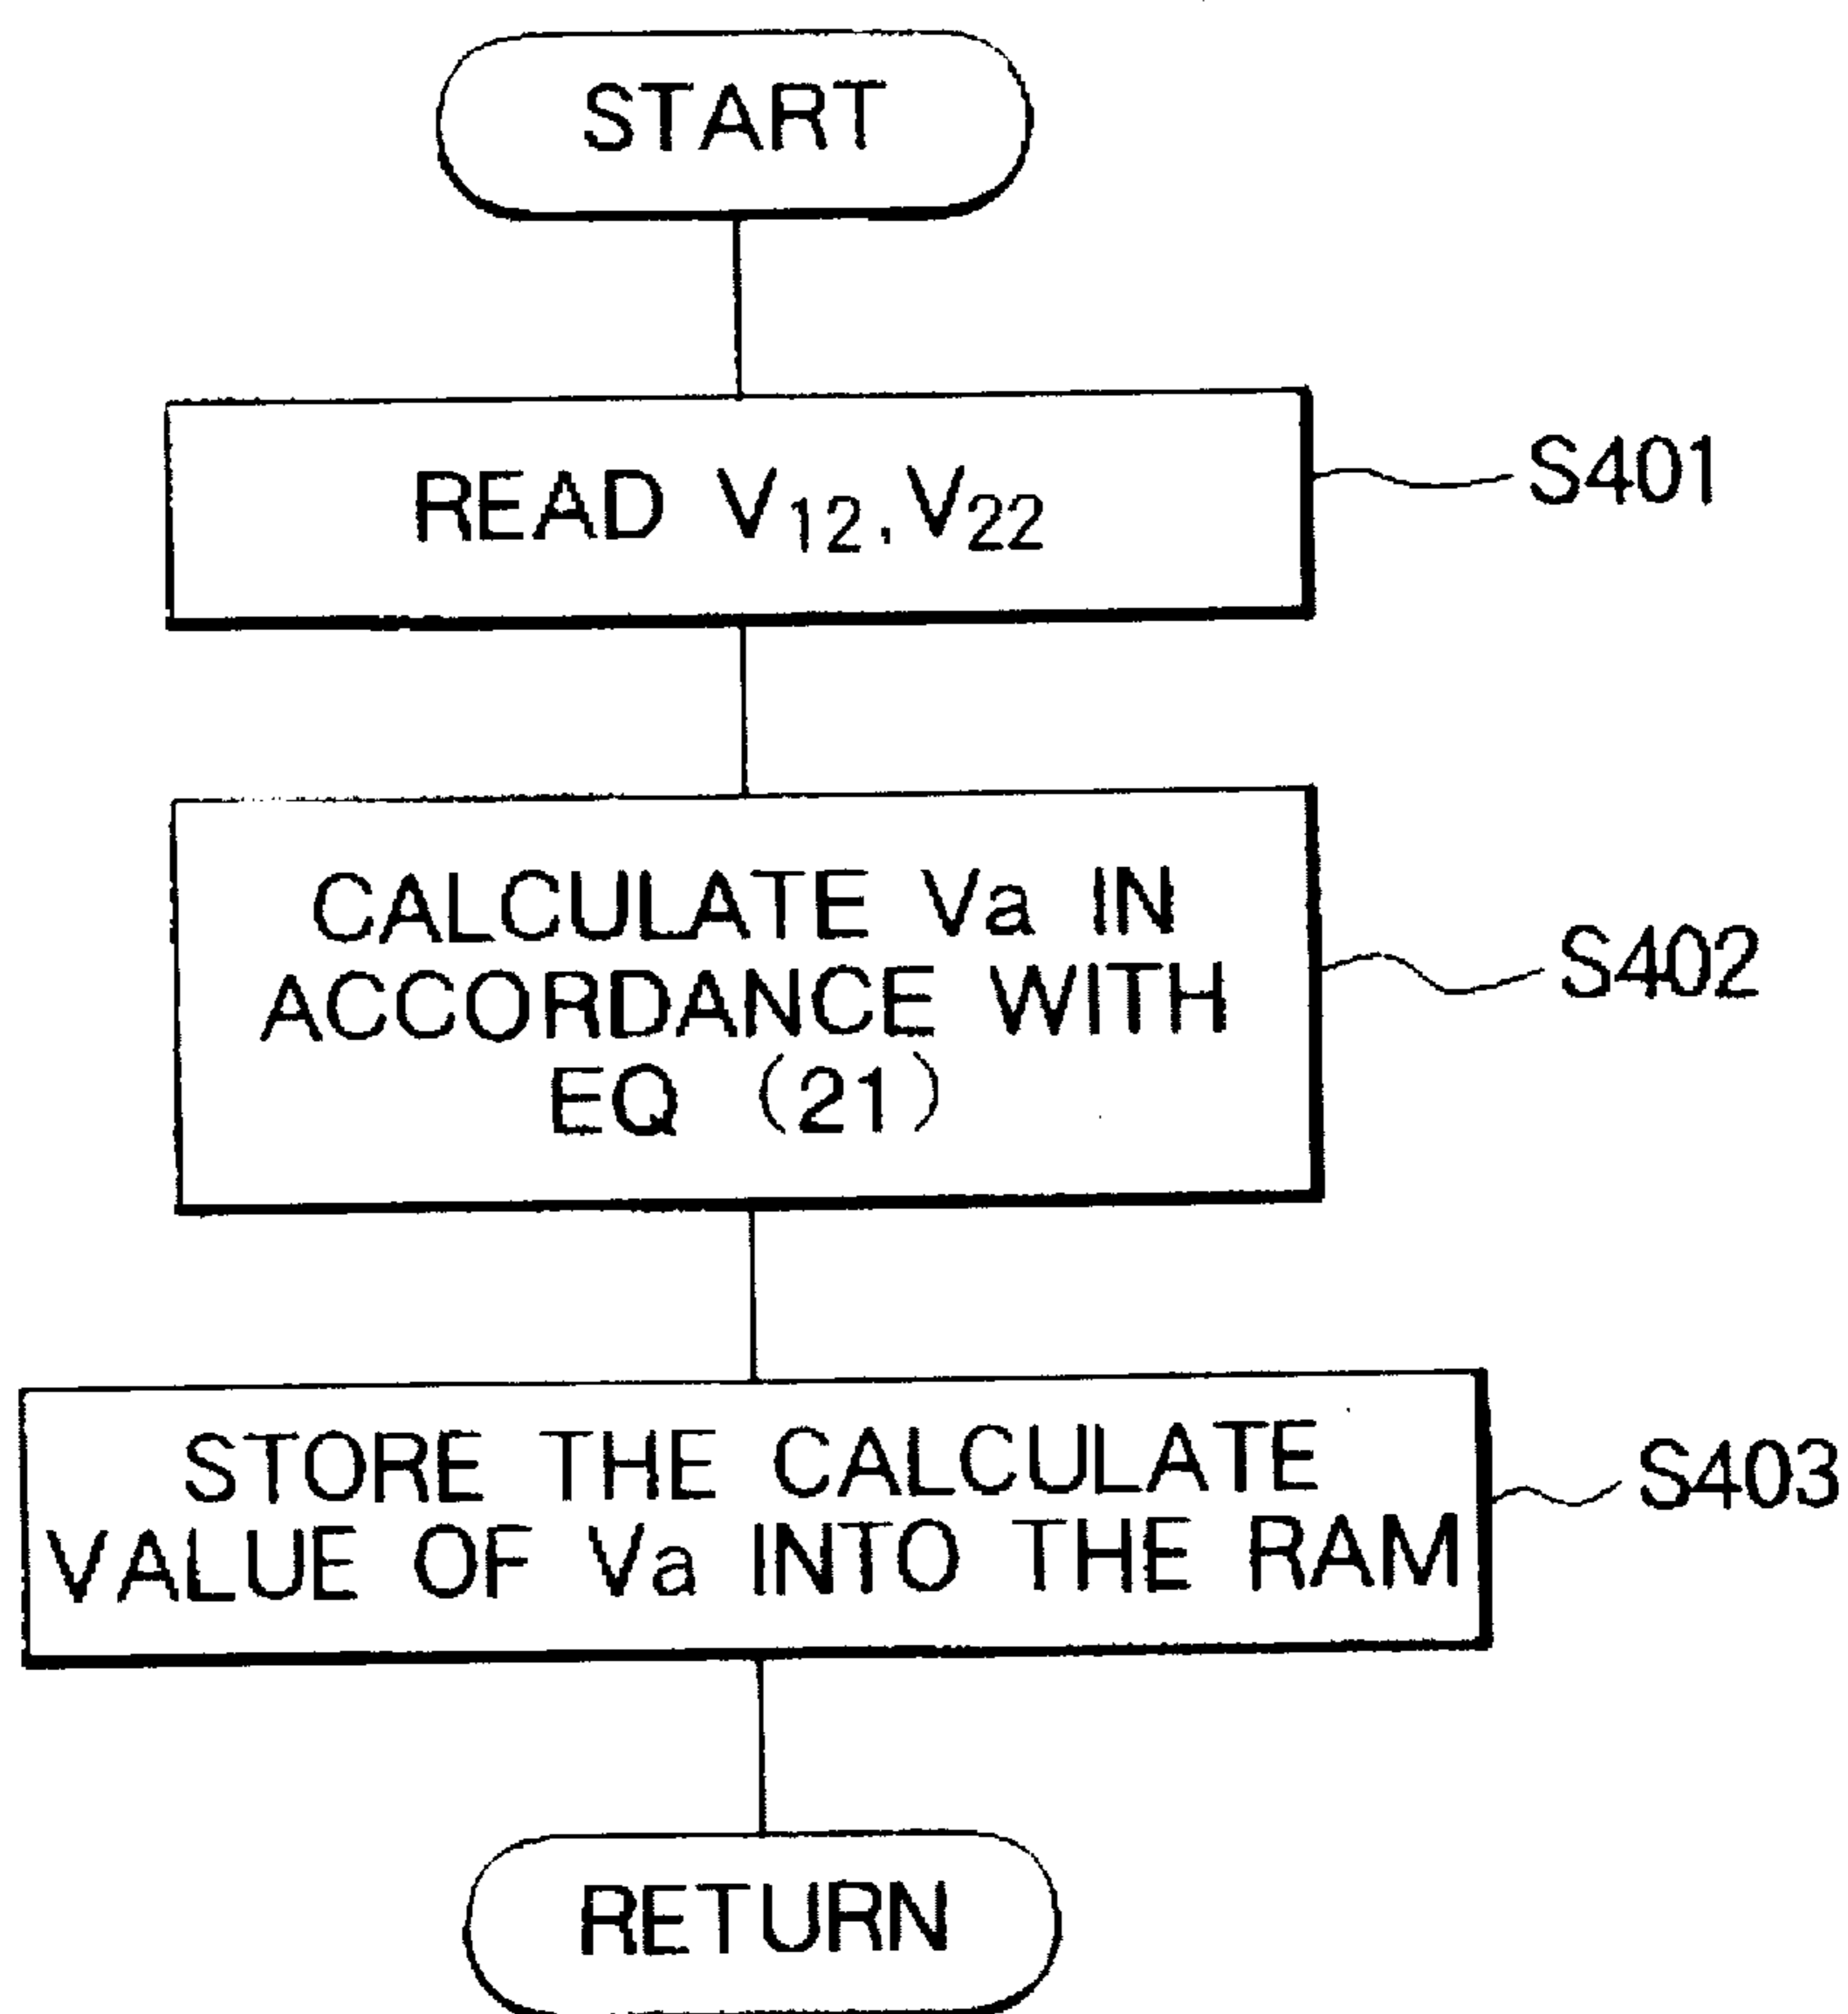 START
READ V₁₂, V₂₂
S401
CALCULATE Va IN
ACCORDANCE WITH
EQ (21)
S402
STORE THE CALCULATE
VALUE OF Va INTO THE RAM
S403
RETURN